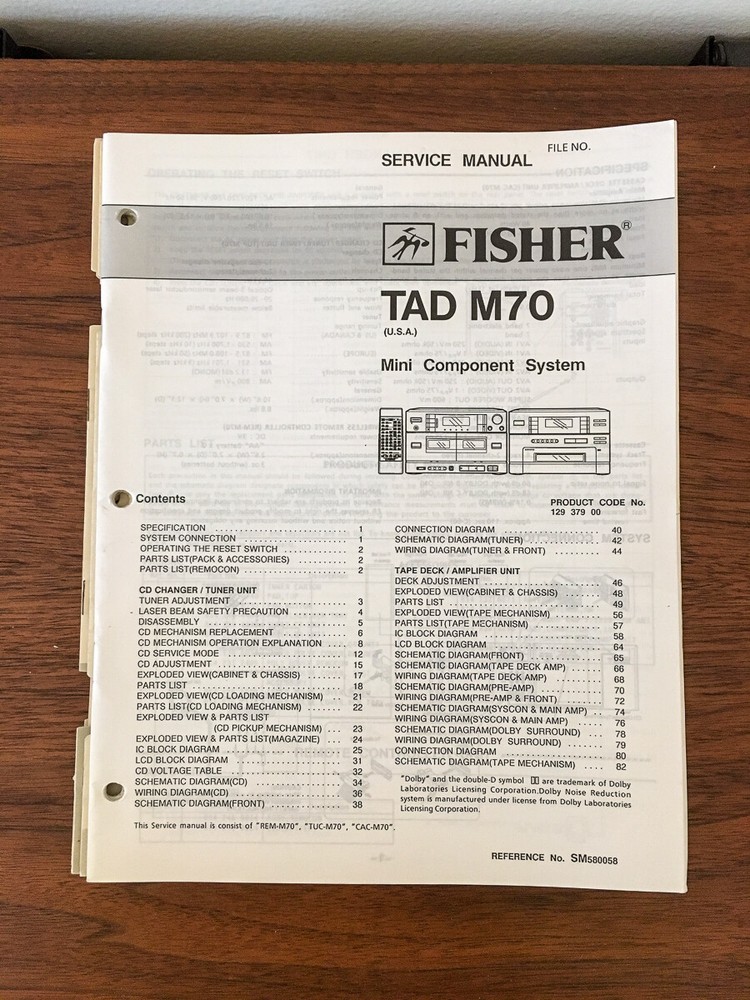 FILE NO.
SERVICE MANUAL
FISHER®
TAD M70
(U.S.A.)
Mini Component System
Contents
PRODUCT CODE No.
129 379 00
SPECIFICATION .................... 1
SYSTEM CONNECTION .................... 1
OPERATING THE RESET SWITCH .................... 2
PARTS LIST(PACK & ACCESSORIES) .................... 2
PARTS LIST(REMOCON) .................... 2
CD CHANGER / TUNER UNIT
TUNER ADJUSTMENT .................... 3
LASER BEAM SAFETY PRECAUTION .................... 4
DISASSEMBLY .................... 5
CD MECHANISM REPLACEMENT .................... 6
CD MECHANISM OPERATION EXPLANATION .................... 8
CD SERVICE MODE .................... 12
CD ADJUSTMENT .................... 15
EXPLODED VIEW(CABINET & CHASSIS) .................... 17
PARTS LIST .................... 18
EXPLODED VIEW(CD LOADING MECHANISM) 21
PARTS LIST(CD LOADING MECHANISM) .................... 22
EXPLODED VIEW & PARTS LIST
(CD PICKUP MECHANISM) ... 23
EXPLODED VIEW & PARTS LIST(MAGAZINE) .................... 24
IC BLOCK DIAGRAM .................... 25
LCD BLOCK DIAGRAM .................... 31
CD VOLTAGE TABLE .................... 32
SCHEMATIC DIAGRAM(CD) .................... 34
WIRING DIAGRAM(CD) .................... 36
SCHEMATIC DIAGRAM(FRONT) .................... 38
CONNECTION DIAGRAM .................... 40
SCHEMATIC DIAGRAM(TUNER) .................... 42
WIRING DIAGRAM(TUNER & FRONT) .................... 44
TAPE DECK / AMPLIFIER UNIT
DECK ADJUSTMENT .................... 46
EXPLODED VIEW(CABINET & CHASSIS) .................... 48
PARTS LIST .................... 49
EXPLODED VIEW(TAPE MECHANISM) .................... 56
PARTS LIST(TAPE MECHANISM) .................... 57
IC BLOCK DIAGRAM .................... 58
LCD BLOCK DIAGRAM .................... 64
SCHEMATIC DIAGRAM(FRONT) .................... 65
SCHEMATIC DIAGRAM(TAPE DECK AMP) .................... 66
WIRING DIAGRAM(TAPE DECK AMP) .................... 68
SCHEMATIC DIAGRAM(PRE-AMP) .................... 70
WIRING DIAGRAM(PRE-AMP & FRONT) .................... 72
SCHEMATIC DIAGRAM(SYSCON & MAIN AMP) .. 74
WIRING DIAGRAM(SYSCON & MAIN AMP) .................... 76
SCHEMATIC DIAGRAM(DOLBY SURROUND) ... 78
WIRING DIAGRAM(DOLBY SURROUND) .................... 79
CONNECTION DIAGRAM .................... 80
SCHEMATIC DIAGRAM(TAPE MECHANISM) .................... 82
"Dolby" and the double-D symbol are trademark of Dolby
Laboratories Licensing Corporation.Dolby Noise Reduction
system is manufactured under license from Dolby Laboratories
Licensing Corporation.
This Service manual is consist of "REM-M70", "TUC-M70", "CAC-M70".
REFERENCE No. SM580058